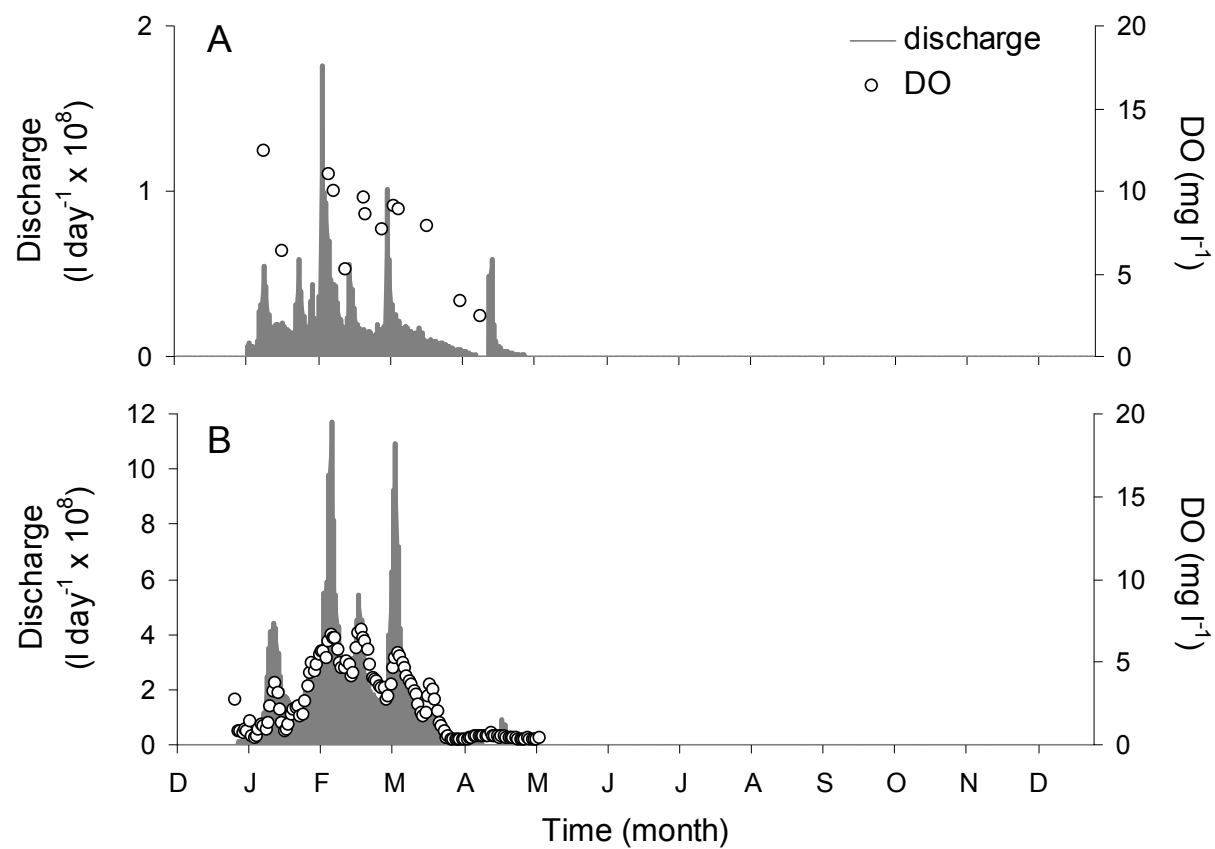 A
discharge
DO
2
1
0
Discharge
(l day⁻¹ x 10⁸)
20
15
10
5
0
DO (mg l⁻¹)
B
12
10
8
6
4
2
0
Discharge
(l day⁻¹ x 10⁸)
20
15
10
5
0
DO (mg l⁻¹)
D J F M A M J J A S O N D
Time (month)